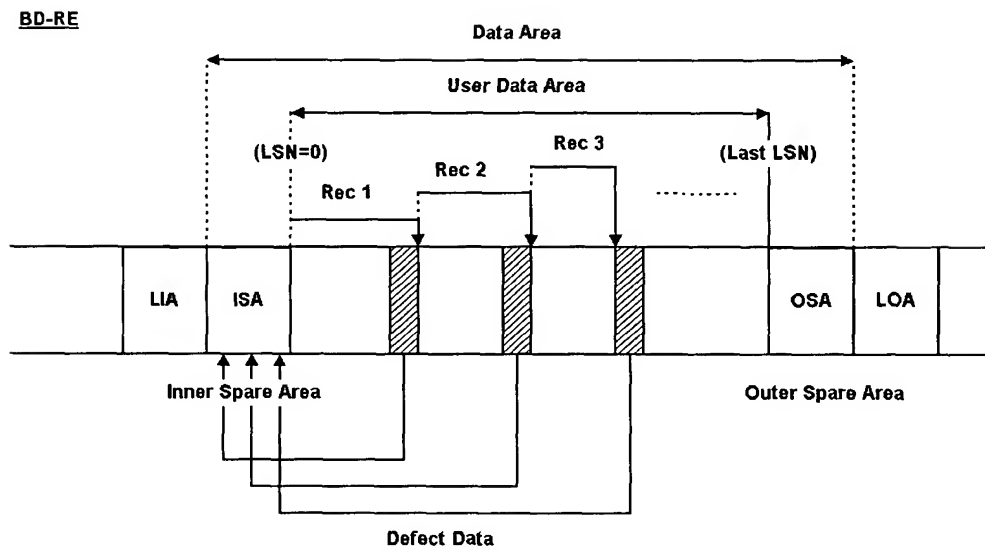 BD-RE
Data Area
User Data Area
(LSN=0)
Rec 1
Rec 2
Rec 3
(Last LSN)
LIA
ISA
OSA
LOA
Inner Spare Area
Outer Spare Area
Defect Data